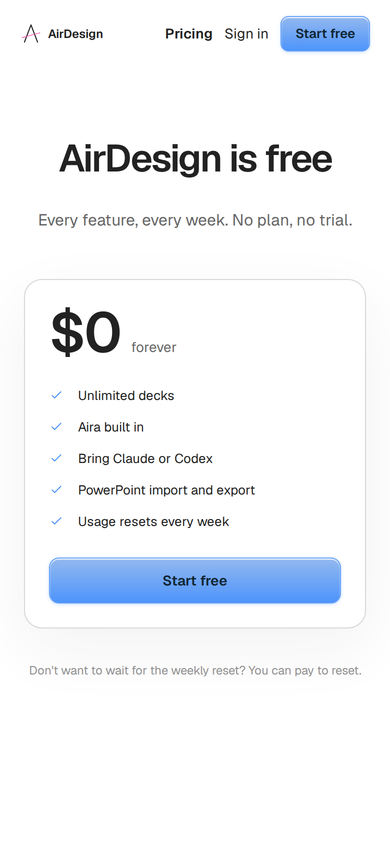 AirDesign
Pricing
Sign in
Start free
AirDesign is free
Every feature, every week. No plan, no trial.
$0 forever
Unlimited decks
Aira built in
Bring Claude or Codex
PowerPoint import and export
Usage resets every week
Start free
Don't want to wait for the weekly reset? You can pay to reset.